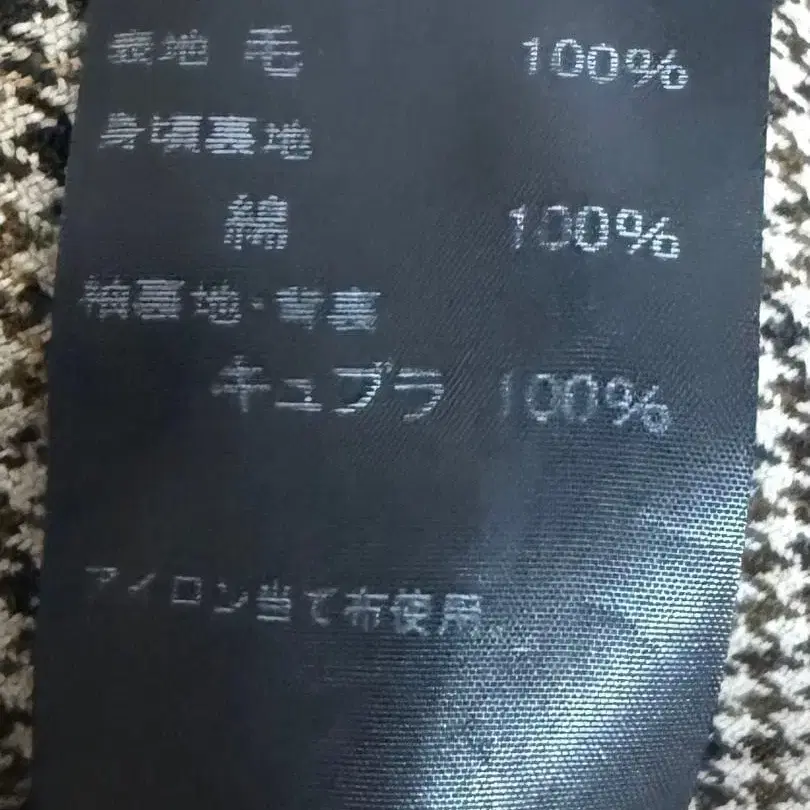 表地 毛 100%
身頃裏地
綿 100%
袖裏地・背裏
キュプラ 100%
アイロン当て布使用。